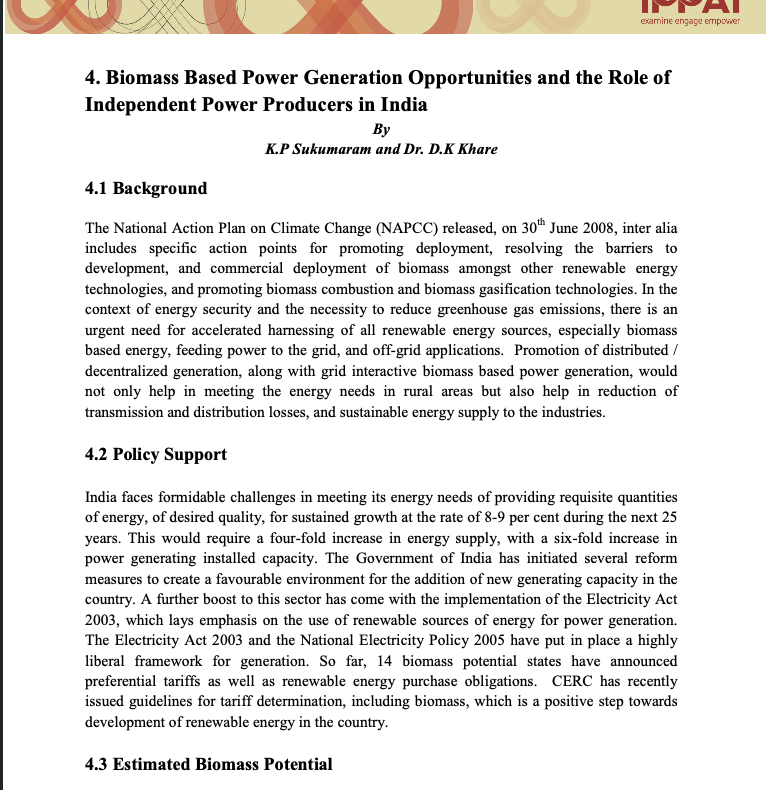 IPPAI
examine engage empower
4. Biomass Based Power Generation Opportunities and the Role of
Independent Power Producers in India
By
K.P Sukumaram and Dr. D.K Khare
4.1 Background
The National Action Plan on Climate Change (NAPCC) released, on 30th June 2008, inter alia
includes specific action points for promoting deployment, resolving the barriers to
development, and commercial deployment of biomass amongst other renewable energy
technologies, and promoting biomass combustion and biomass gasification technologies. In the
context of energy security and the necessity to reduce greenhouse gas emissions, there is an
urgent need for accelerated harnessing of all renewable energy sources, especially biomass
based energy, feeding power to the grid, and off-grid applications. Promotion of distributed /
decentralized generation, along with grid interactive biomass based power generation, would
not only help in meeting the energy needs in rural areas but also help in reduction of
transmission and distribution losses, and sustainable energy supply to the industries.
4.2 Policy Support
India faces formidable challenges in meeting its energy needs of providing requisite quantities
of energy, of desired quality, for sustained growth at the rate of 8-9 per cent during the next 25
years. This would require a four-fold increase in energy supply, with a six-fold increase in
power generating installed capacity. The Government of India has initiated several reform
measures to create a favourable environment for the addition of new generating capacity in the
country. A further boost to this sector has come with the implementation of the Electricity Act
2003, which lays emphasis on the use of renewable sources of energy for power generation.
The Electricity Act 2003 and the National Electricity Policy 2005 have put in place a highly
liberal framework for generation. So far, 14 biomass potential states have announced
preferential tariffs as well as renewable energy purchase obligations. CERC has recently
issued guidelines for tariff determination, including biomass, which is a positive step towards
development of renewable energy in the country.
4.3 Estimated Biomass Potential